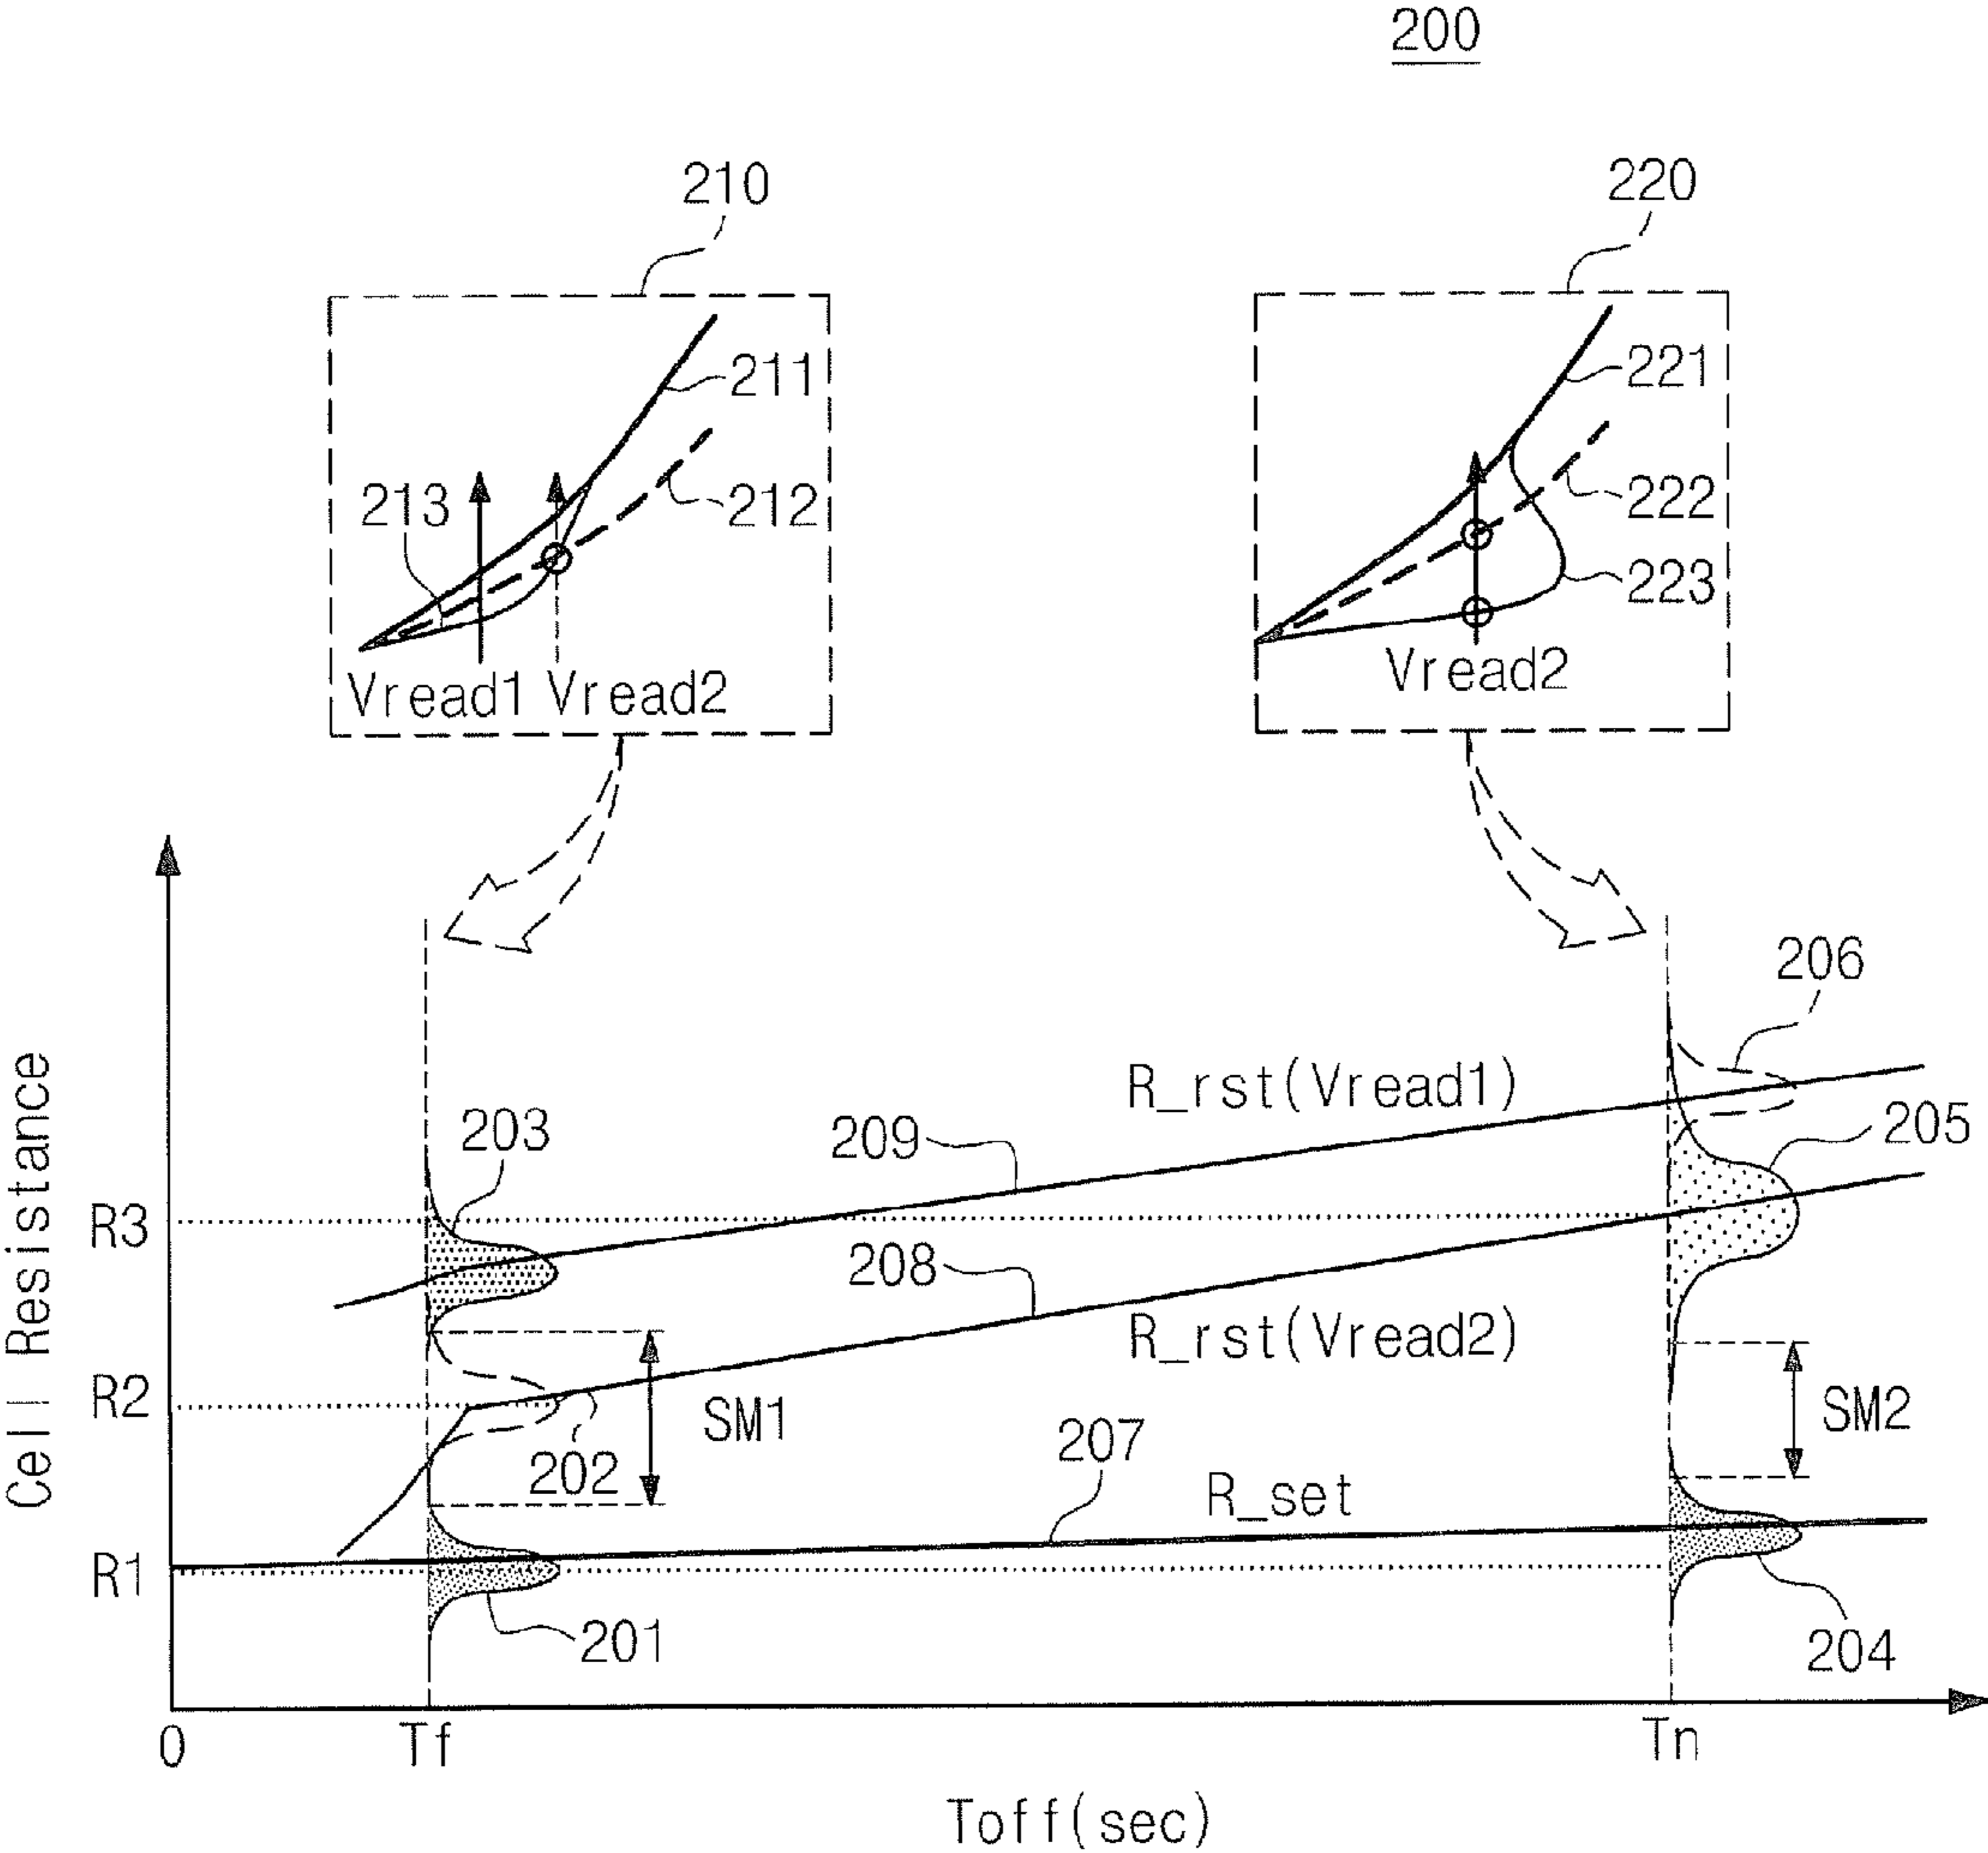 200
210
220
211
221
213
212
222
223
Vread1 Vread2
Vread2
206
R_rst(Vread1)
205
203
209
R3
208
R_rst(Vread2)
R2
SM1
SM2
202
207
R_set
R1
201
204
0
Tf
Tn
Toff(sec)
Cell Resistance